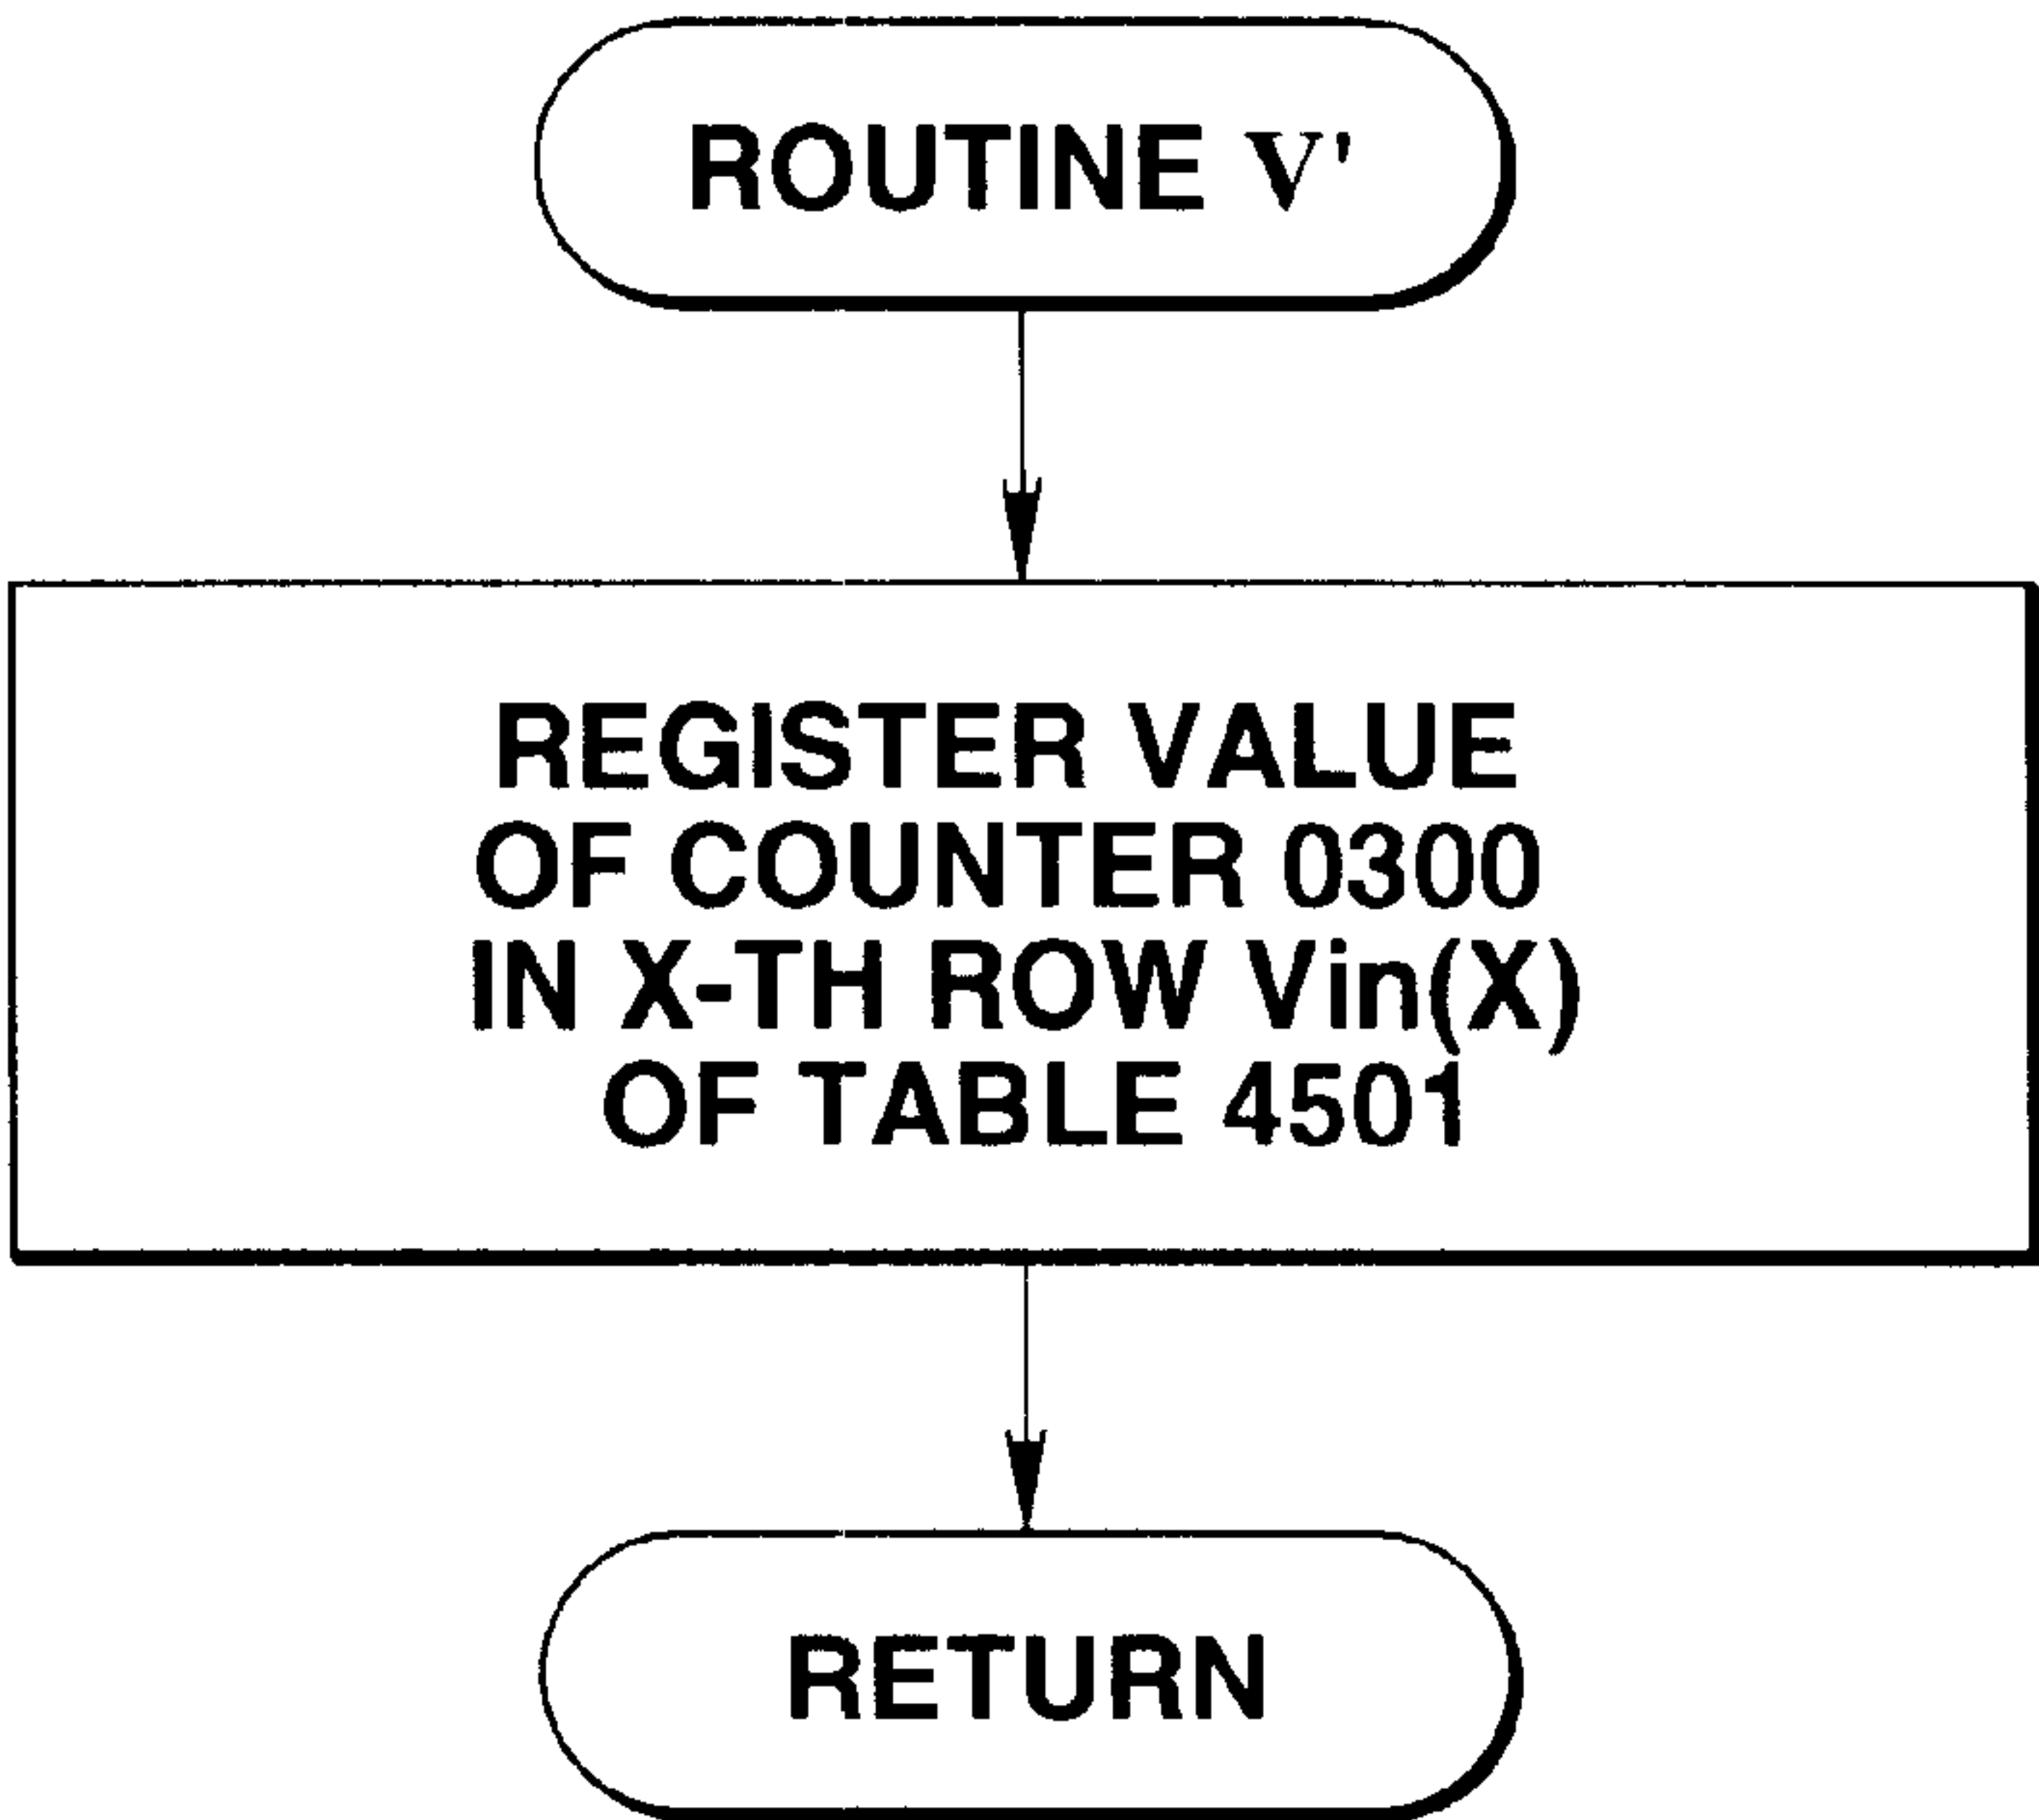 ROUTINE V'
REGISTER VALUE
OF COUNTER 0300
IN X-TH ROW Vin(X)
OF TABLE 4501
RETURN